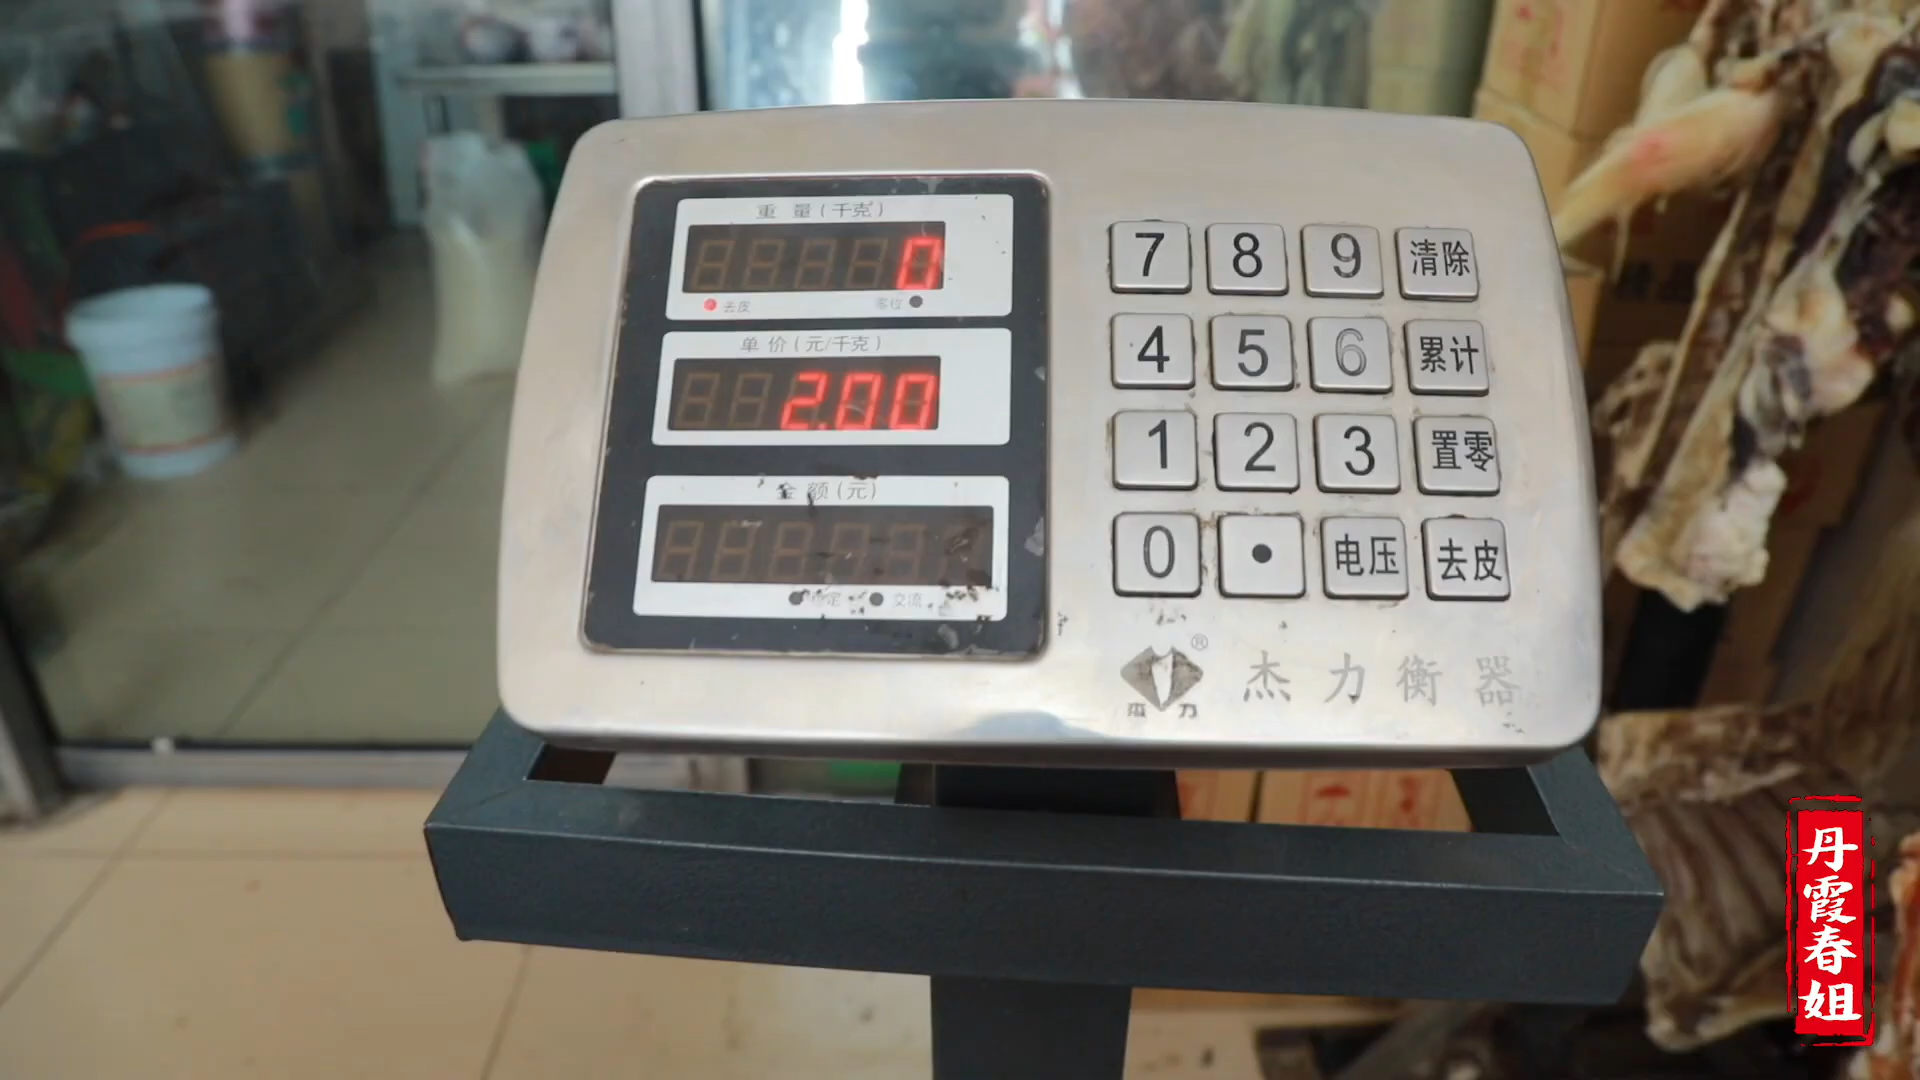 重 量(千克)
0
去皮 零位
单 价(元/千克)
2.00
金 额(元)
稳定 交流
7 8 9 清除
4 5 6 累计
1 2 3 置零
0 • 电压 去皮
®
杰力
杰力衡器
丹霞春姐